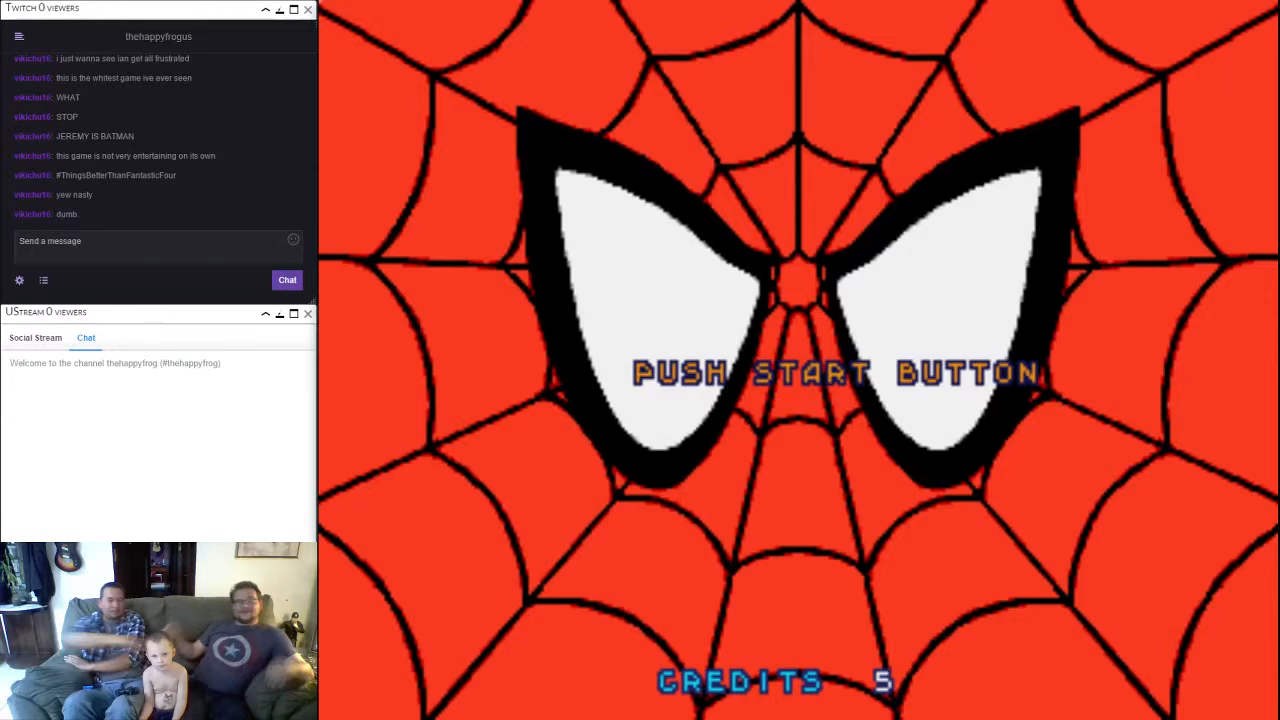 Twitch 0 viewers
thehappyfrogus
vikichu16: i just wanna see ian get all frustrated
vikichu16: this is the whitest game ive ever seen
vikichu16: WHAT
vikichu16: STOP
vikichu16: JEREMY IS BATMAN
vikichu16: this game is not very entertaining on its own
vikichu16: #ThingsBetterThanFantasticFour
vikichu16: yew nasty
vikichu16: dumb.
Send a message
Chat
UStream 0 viewers
Social Stream Chat
Welcome to the channel thehappyfrog (#thehappyfrog)
PUSH START BUTTON
CREDITS 5